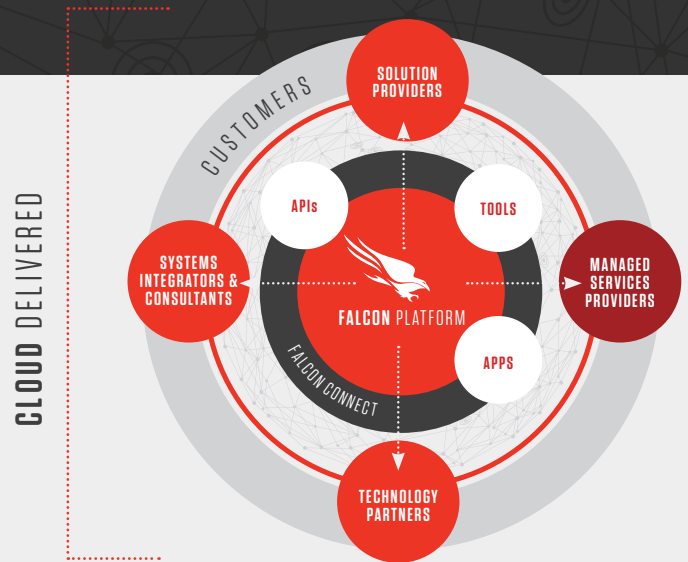 SOLUTION
PROVIDERS
CUSTOMERS
APIs
TOOLS
SYSTEMS
INTEGRATORS &
CONSULTANTS
MANAGED
SERVICES
PROVIDERS
FALCON PLATFORM
APPS
FALCON CONNECT
TECHNOLOGY
PARTNERS
CLOUD DELIVERED